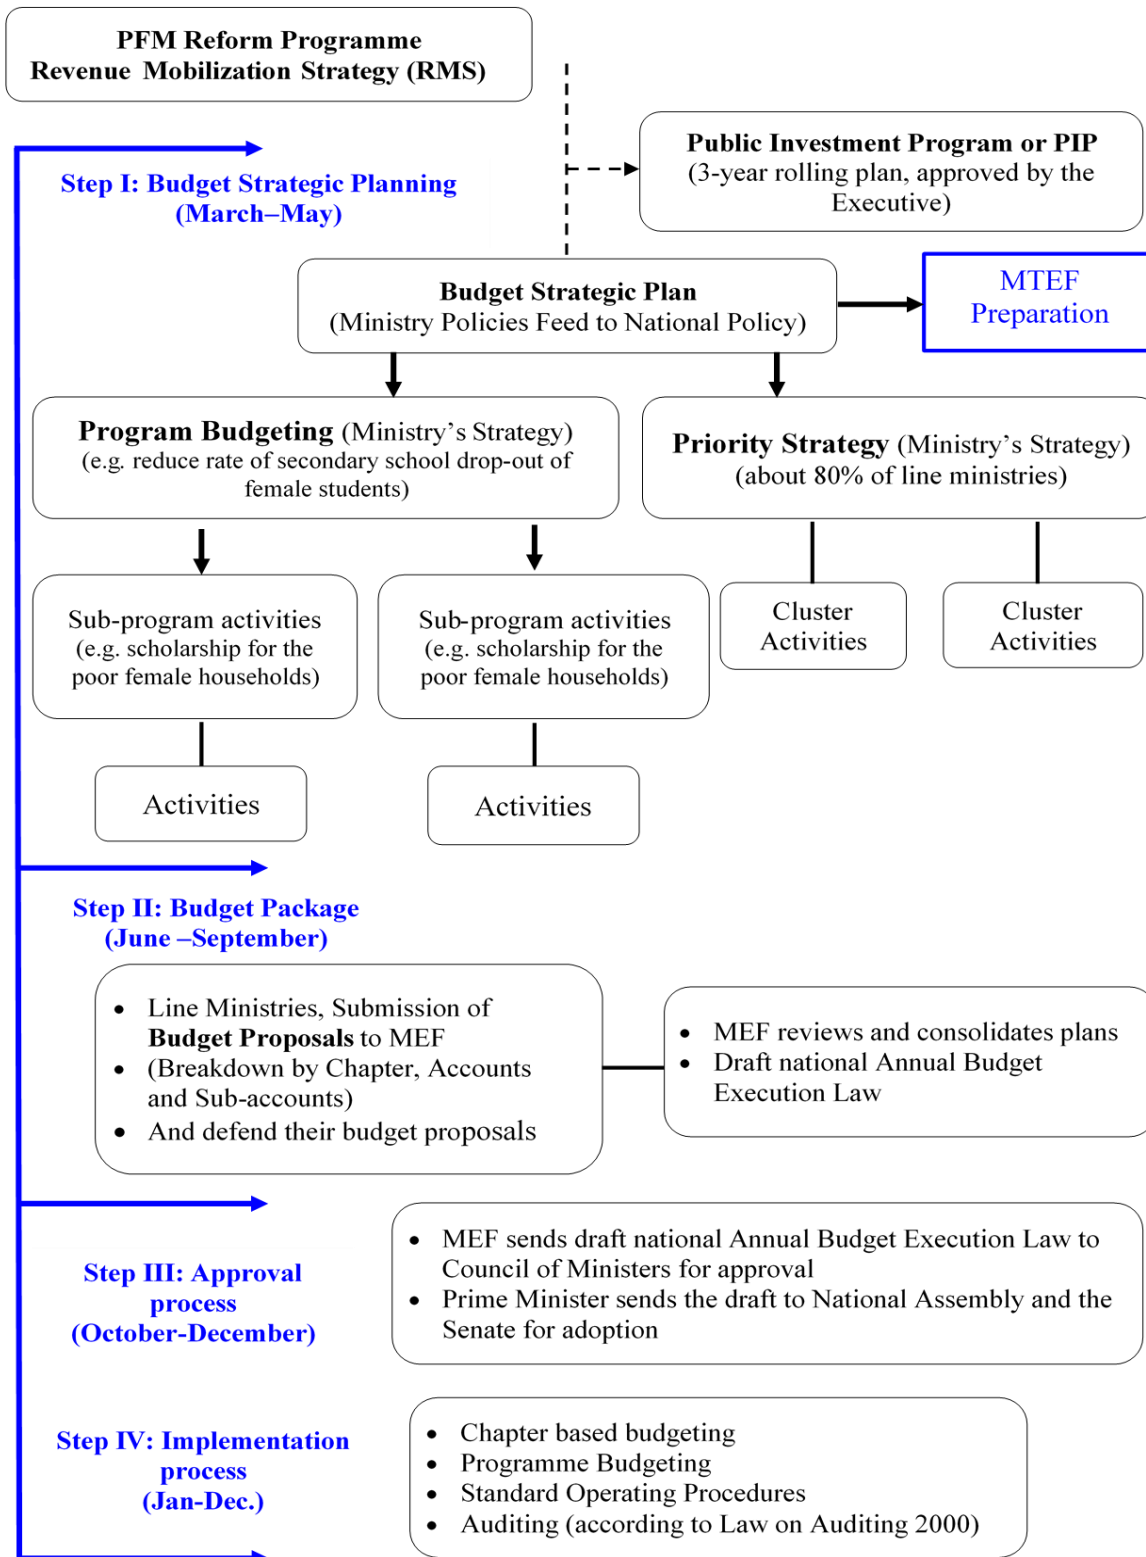 PFM Reform Programme
Revenue Mobilization Strategy (RMS)
Public Investment Program or PIP
(3-year rolling plan, approved by the
Executive)
Step I: Budget Strategic Planning
(March–May)
Budget Strategic Plan
(Ministry Policies Feed to National Policy)
MTEF
Preparation
Program Budgeting (Ministry’s Strategy)
(e.g. reduce rate of secondary school drop-out of
female students)
Priority Strategy (Ministry’s Strategy)
(about 80% of line ministries)
Sub-program activities
(e.g. scholarship for the
poor female households)
Sub-program activities
(e.g. scholarship for the
poor female households)
Cluster
Activities
Cluster
Activities
Activities
Activities
Step II: Budget Package
(June –September)
• Line Ministries, Submission of
Budget Proposals to MEF
• (Breakdown by Chapter, Accounts
and Sub-accounts)
• And defend their budget proposals
• MEF reviews and consolidates plans
• Draft national Annual Budget
Execution Law
Step III: Approval
process
(October-December)
• MEF sends draft national Annual Budget Execution Law to
Council of Ministers for approval
• Prime Minister sends the draft to National Assembly and the
Senate for adoption
Step IV: Implementation
process
(Jan-Dec.)
• Chapter based budgeting
• Programme Budgeting
• Standard Operating Procedures
• Auditing (according to Law on Auditing 2000)